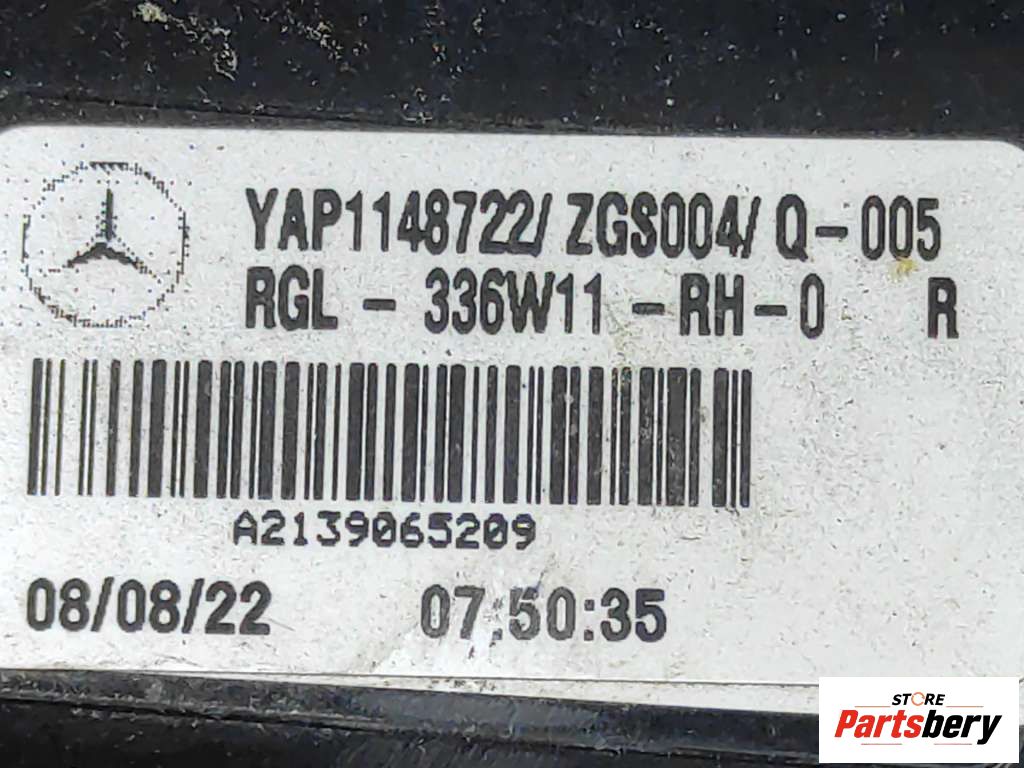 YAP1148722/ ZGS004/ Q-005
RGL - 336W11 -RH-0 R
A2139065209
08/08/22 07:50:35
STORE
Partsbery